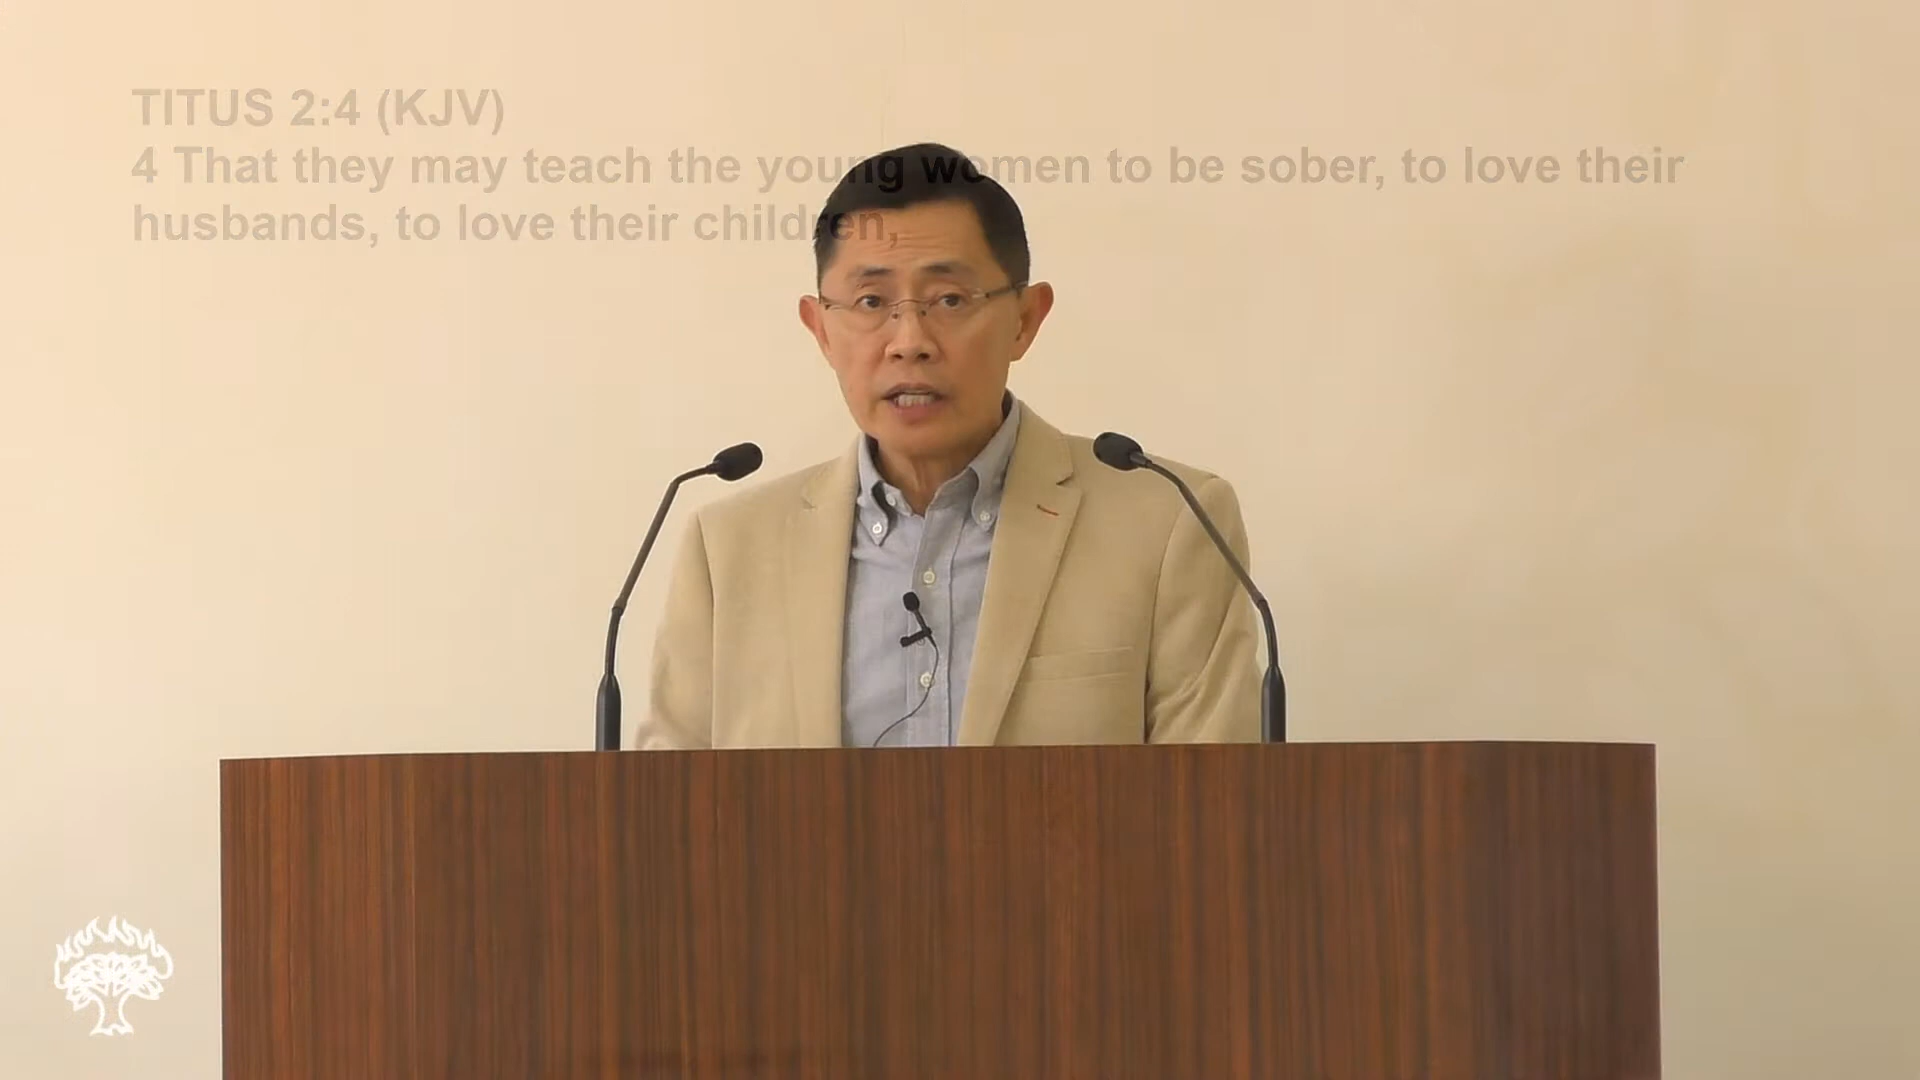 TITUS 2:4 (KJV)
4 That they may teach the young women to be sober, to love their
husbands, to love their children,